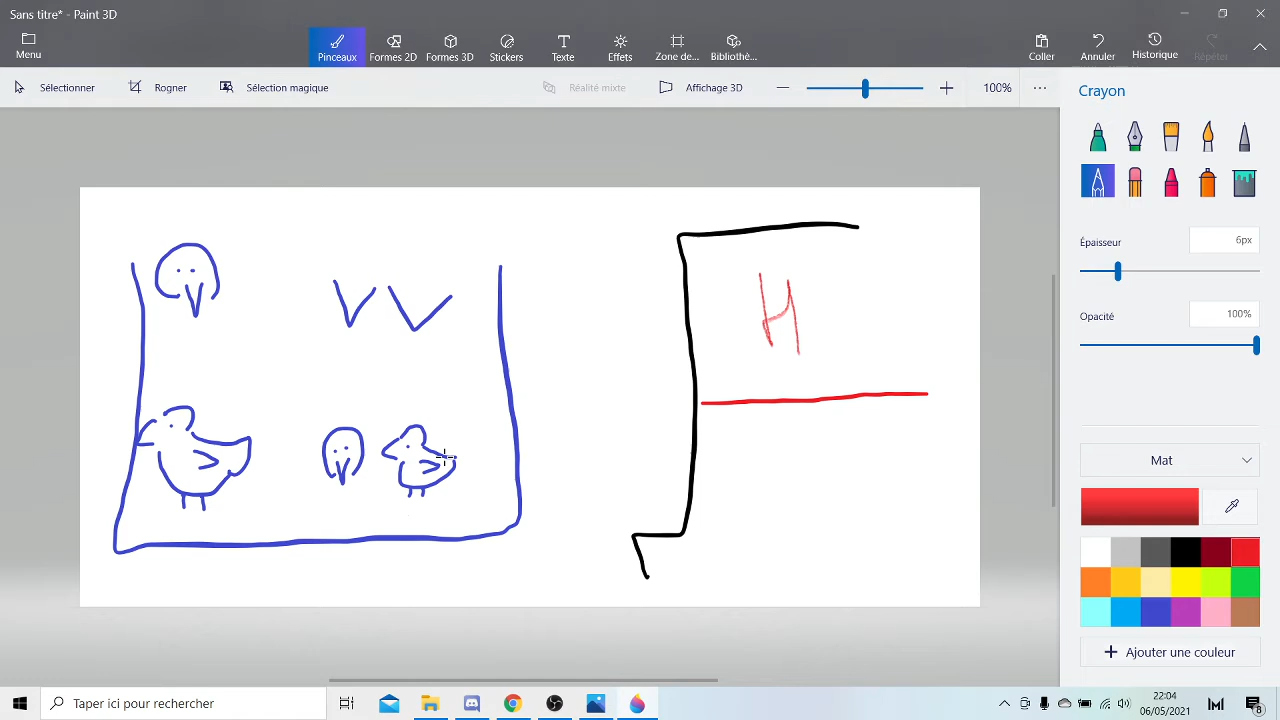 Sans titre* - Paint 3D
Menu
Pinceaux
Formes 2D
Formes 3D
Stickers
Texte
Effets
Zone de...
Bibliothè...
Coller
Annuler
Historique
Répéter
Sélectionner
Rogner
Sélection magique
Réalité mixte
Affichage 3D
100%
Crayon
Épaisseur
6px
Opacité
100%
Mat
Ajouter une couleur
H
Taper ici pour rechercher
22:04
06/05/2021
8